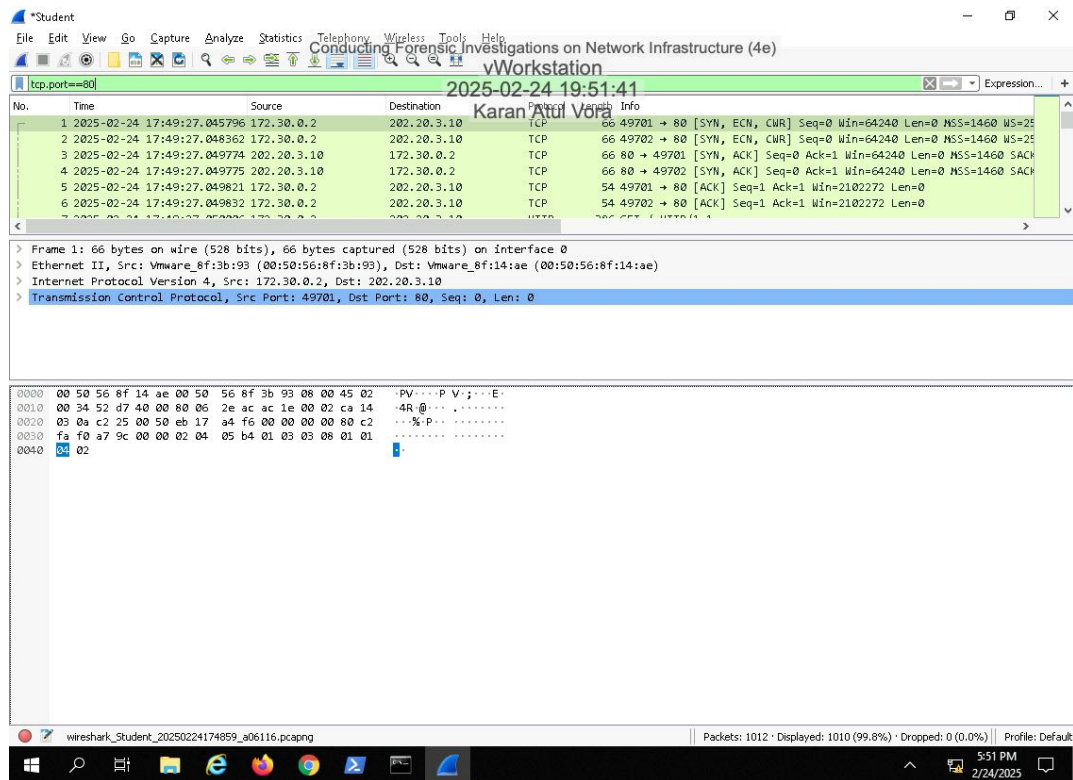 *Student
File Edit View Go Capture Analyze Statistics Telephony Wireless Tools Help
Conducting Forensic Investigations on Network Infrastructure (4e)
vWorkstation
2025-02-24 19:51:41
Karan Atul Vora
tcp.port==80
Expression...
+
No. Time Source Destination Protocol Length Info
1 2025-02-24 17:49:27.045796 172.30.0.2 202.20.3.10 TCP 66 49701 → 80 [SYN, ECN, CWR] Seq=0 Win=64240 Len=0 MSS=1460 WS=25
2 2025-02-24 17:49:27.048362 172.30.0.2 202.20.3.10 TCP 66 49702 → 80 [SYN, ECN, CWR] Seq=0 Win=64240 Len=0 MSS=1460 WS=25
3 2025-02-24 17:49:27.049774 202.20.3.10 172.30.0.2 TCP 66 80 → 49701 [SYN, ACK] Seq=0 Ack=1 Win=64240 Len=0 MSS=1460 SACK
4 2025-02-24 17:49:27.049775 202.20.3.10 172.30.0.2 TCP 66 80 → 49702 [SYN, ACK] Seq=0 Ack=1 Win=64240 Len=0 MSS=1460 SACK
5 2025-02-24 17:49:27.049821 172.30.0.2 202.20.3.10 TCP 54 49701 → 80 [ACK] Seq=1 Ack=1 Win=2102272 Len=0
6 2025-02-24 17:49:27.049832 172.30.0.2 202.20.3.10 TCP 54 49702 → 80 [ACK] Seq=1 Ack=1 Win=2102272 Len=0
Frame 1: 66 bytes on wire (528 bits), 66 bytes captured (528 bits) on interface 0
Ethernet II, Src: Vmware_8f:3b:93 (00:50:56:8f:3b:93), Dst: Vmware_8f:14:ae (00:50:56:8f:14:ae)
Internet Protocol Version 4, Src: 172.30.0.2, Dst: 202.20.3.10
Transmission Control Protocol, Src Port: 49701, Dst Port: 80, Seq: 0, Len: 0
0000 00 50 56 8f 14 ae 00 50 56 8f 3b 93 08 00 45 02 ·PV····P V·;···E·
0010 00 34 52 d7 40 00 80 06 2e ac ac 1e 00 02 ca 14 ·4R·@··· .·······
0020 03 0a c2 25 00 50 eb 17 a4 f6 00 00 00 00 80 c2 ···%·P·· ········
0030 fa f0 a7 9c 00 00 02 04 05 b4 01 03 03 08 01 01 ········ ········
0040 04 02 ··
wireshark_Student_20250224174859_a06116.pcapng
Packets: 1012 · Displayed: 1010 (99.8%) · Dropped: 0 (0.0%)
Profile: Default
5:51 PM
2/24/2025